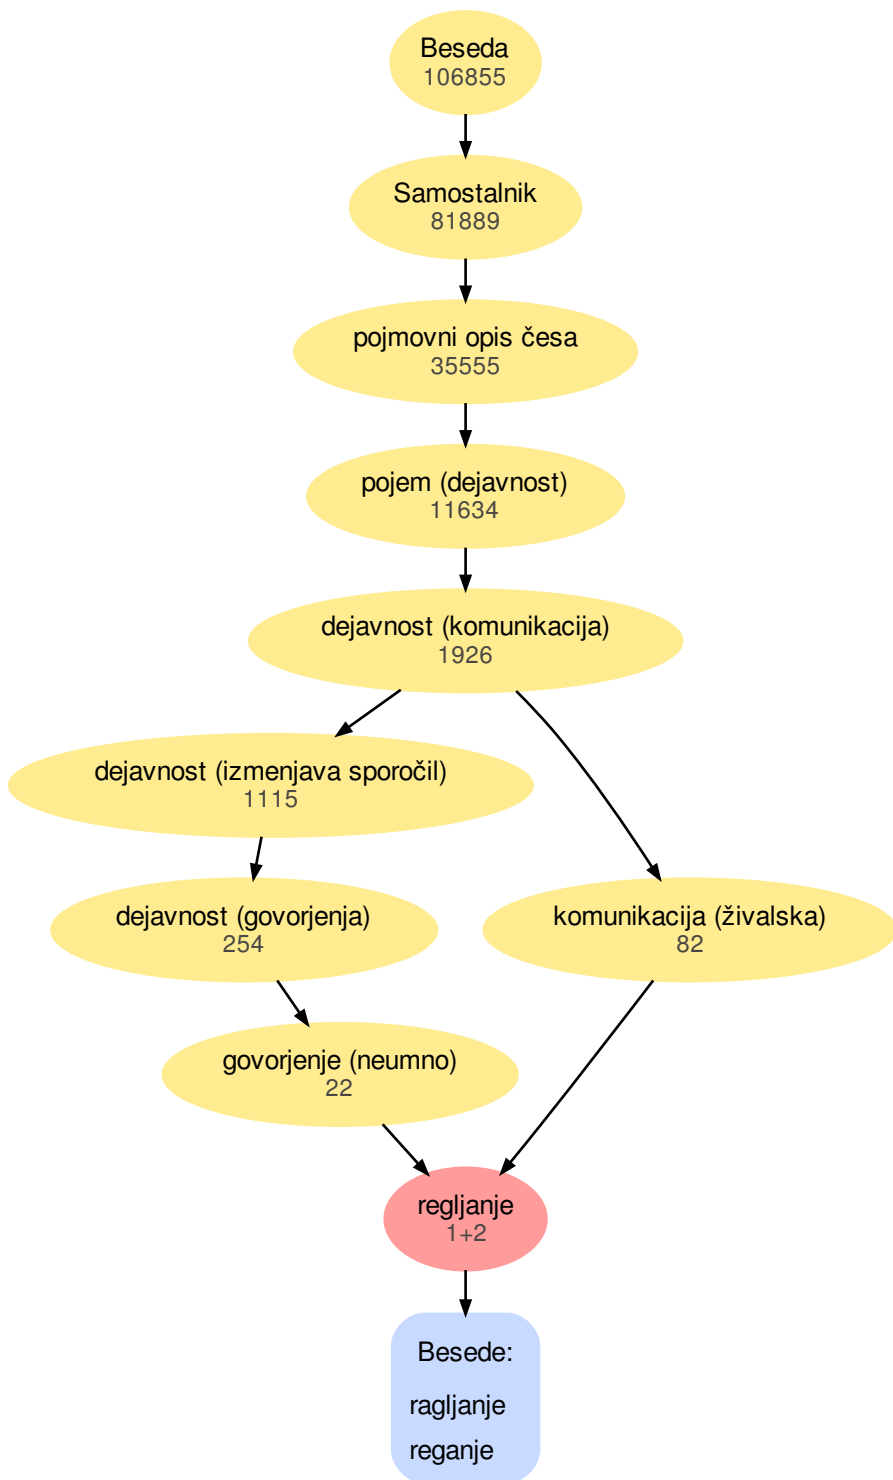 Beseda
106855
Samostalnik
81889
pojmovni opis česa
35555
pojem (dejavnost)
11634
dejavnost (komunikacija)
1926
dejavnost (izmenjava sporočil)
1115
dejavnost (govorjenja)
254
komunikacija (živalska)
82
govorjenje (neumno)
22
regljanje
1+2
Besede:
ragljanje
reganje